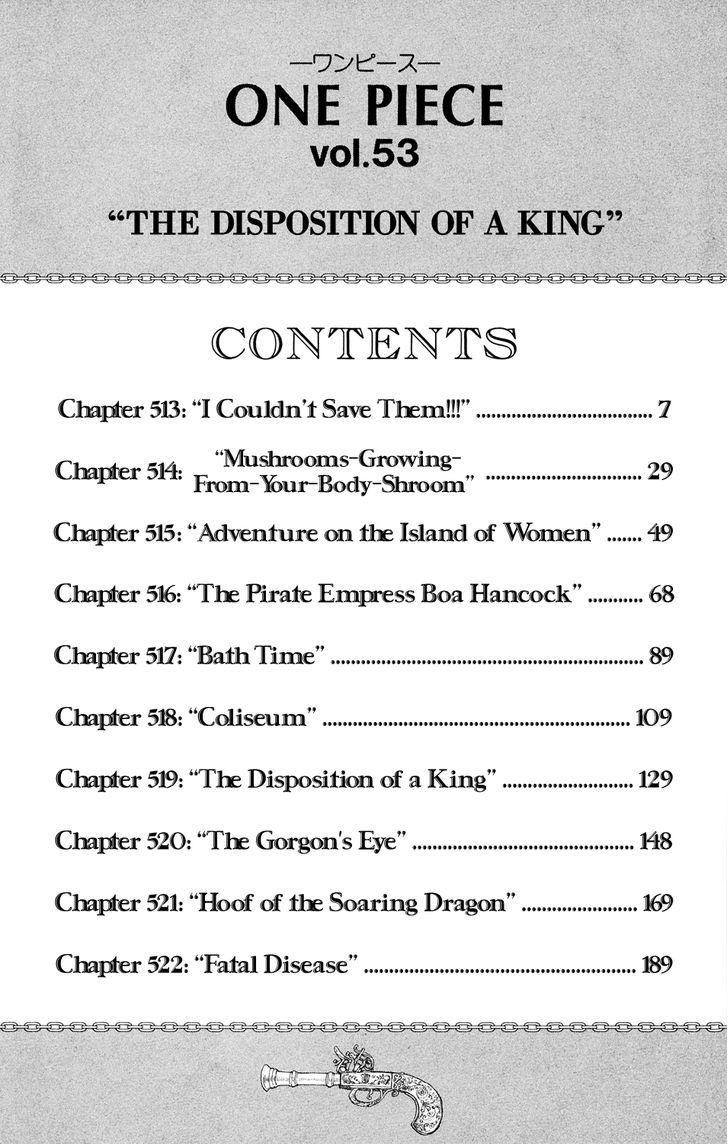 —ワンピース—
ONE PIECE
vol.53
“THE DISPOSITION OF A KING”
CONTENTS
Chapter 513: “I Couldn't Save Them!!!” ................................... 7
Chapter 514: “Mushrooms-Growing-
From-Your-Body-Shroom” ............................... 29
Chapter 515: “Adventure on the Island of Women” ....... 49
Chapter 516: “The Pirate Empress Boa Hancock” ........... 68
Chapter 517: “Bath Time” .............................................................. 89
Chapter 518: “Coliseum” ............................................................. 109
Chapter 519: “The Disposition of a King” .......................... 129
Chapter 520: “The Gorgon's Eye” ............................................ 148
Chapter 521: “Hoof of the Soaring Dragon” ....................... 169
Chapter 522: “Fatal Disease” ...................................................... 189